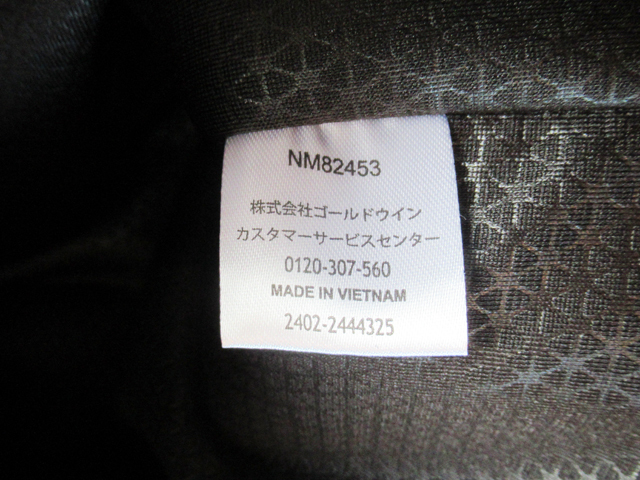 NM82453
株式会社ゴールドウイン
カスタマーサービスセンター
0120-307-560
MADE IN VIETNAM
2402-2444325